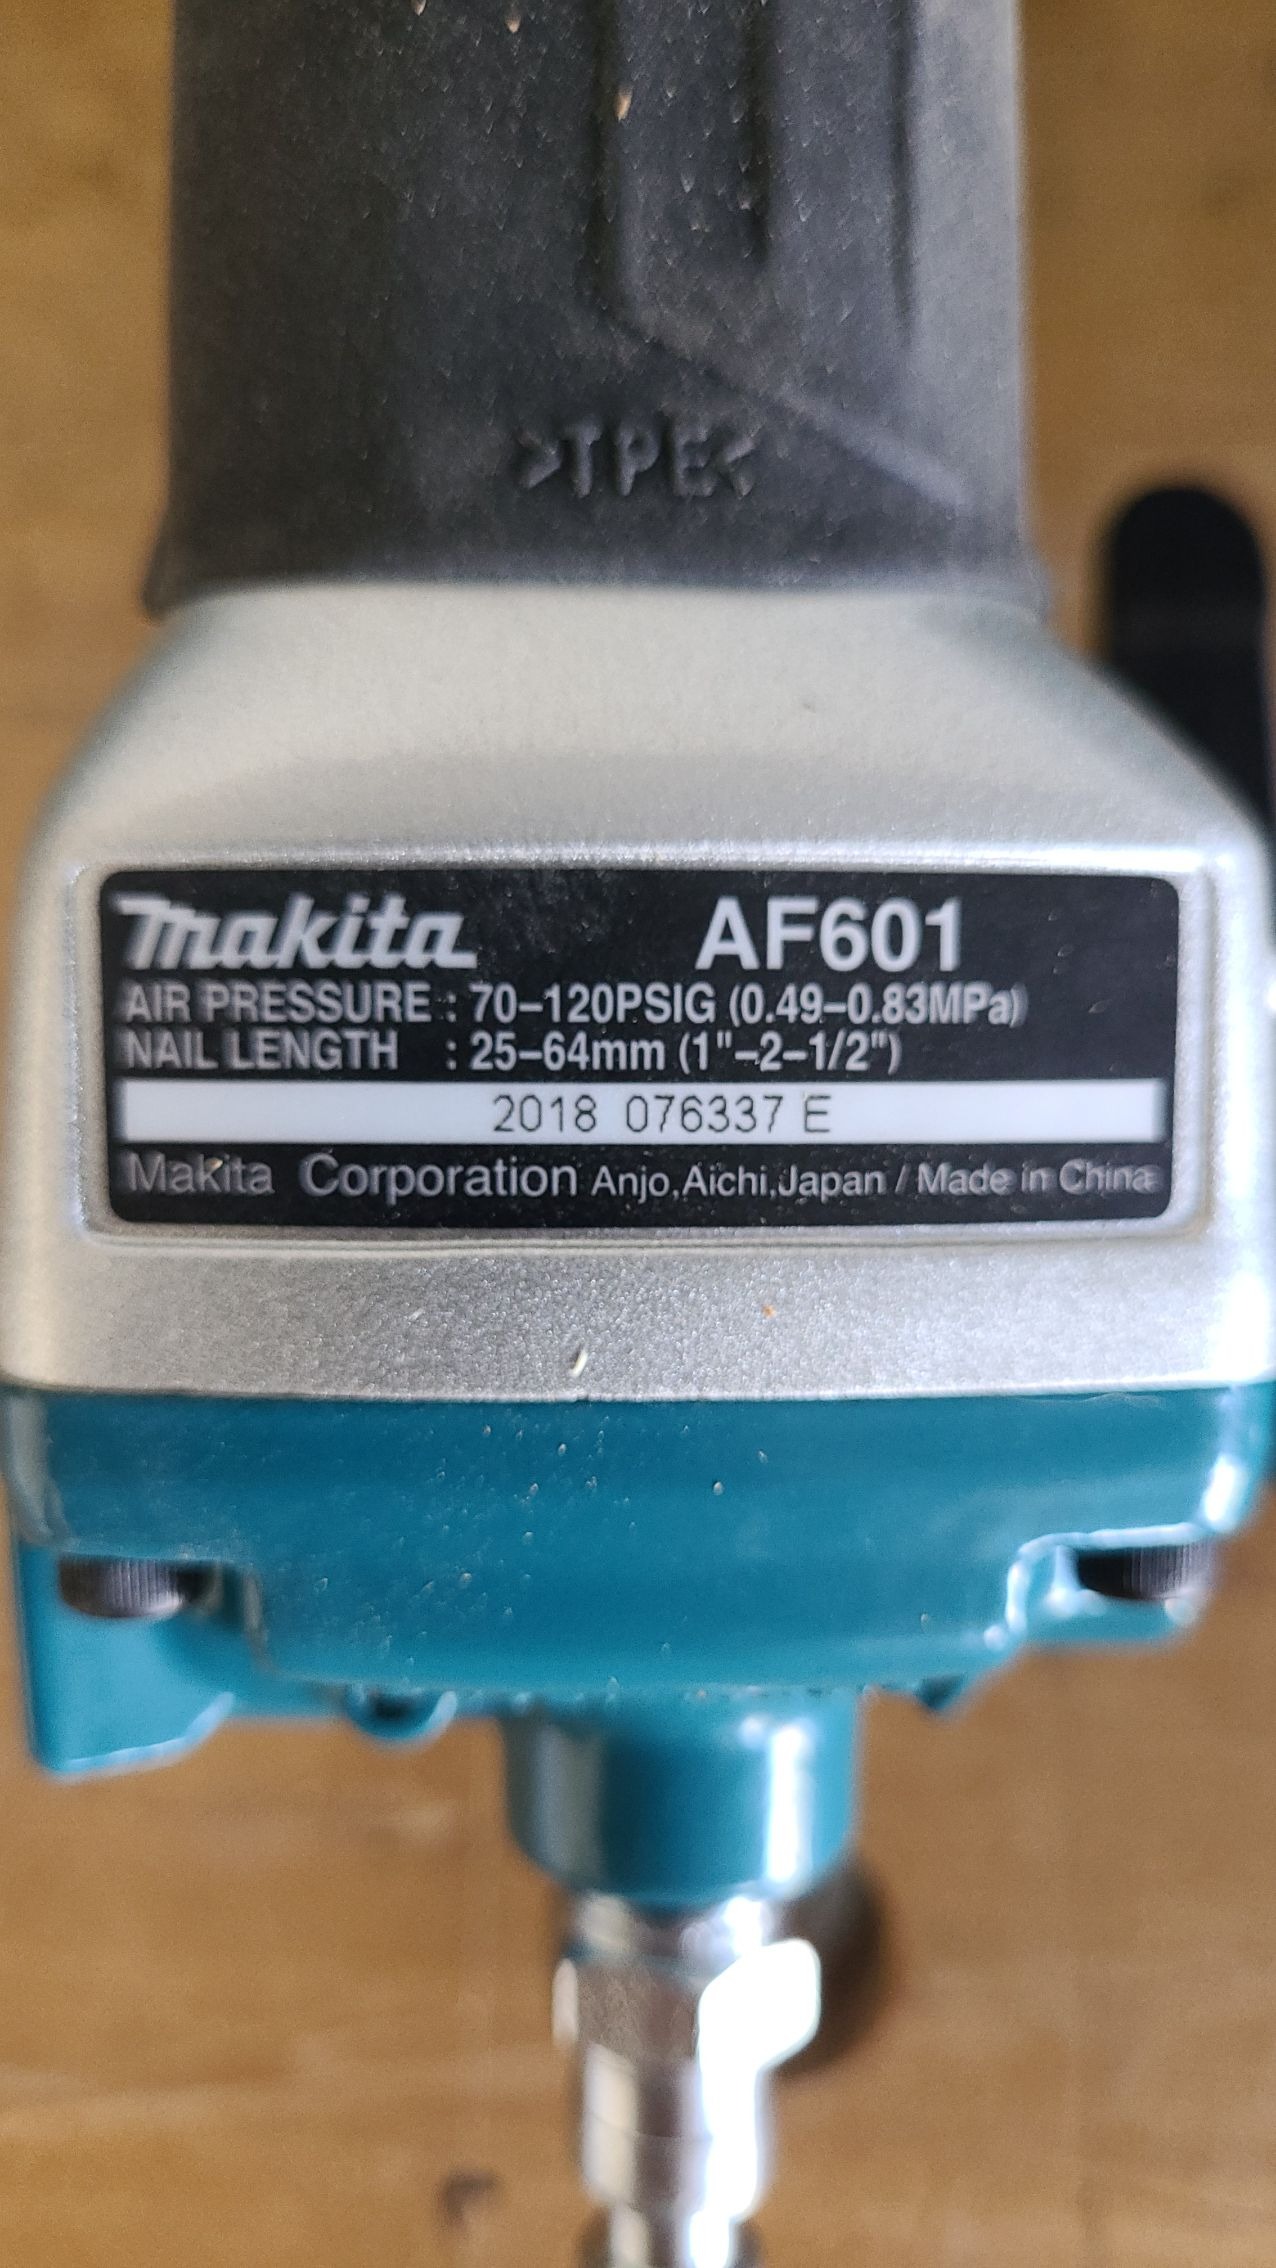 >TPE<
makita AF601
AIR PRESSURE : 70-120PSIG (0.49-0.83MPa)
NAIL LENGTH : 25-64mm (1"-2-1/2")
2018 076337 E
Makita Corporation Anjo,Aichi,Japan / Made in China